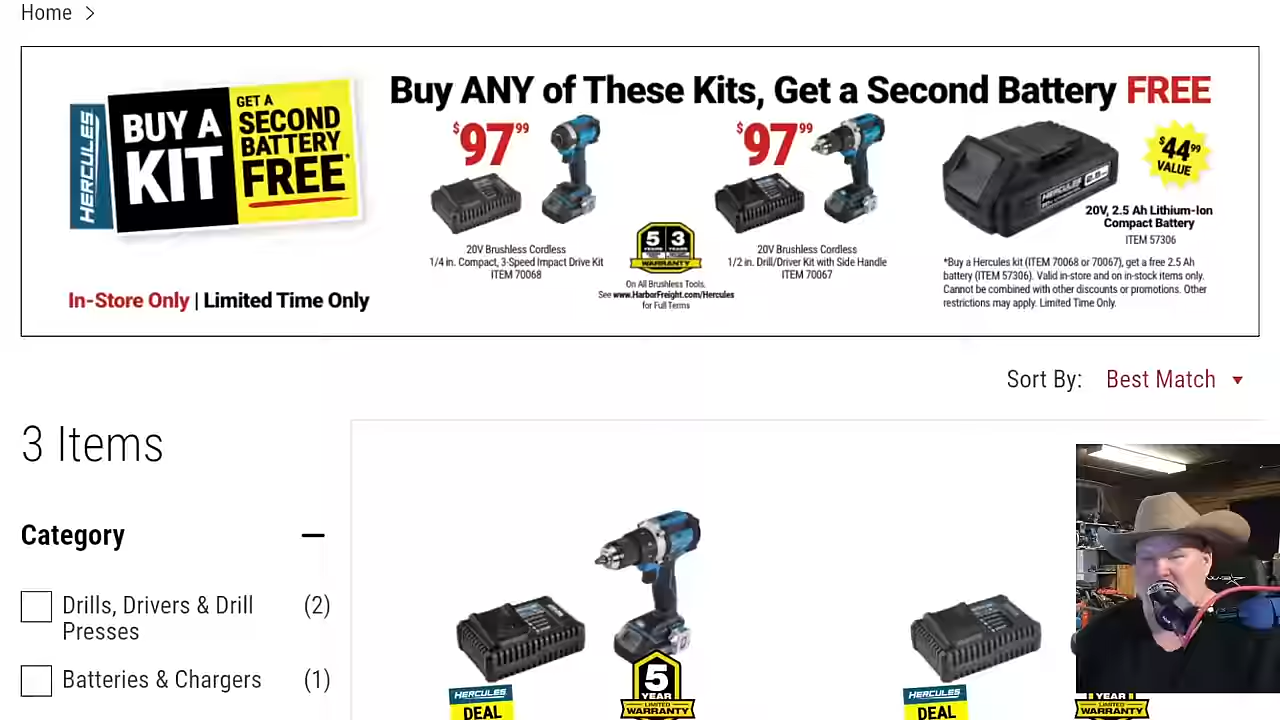 Home >
HERCULES
BUY A
KIT
GET A
SECOND
BATTERY
FREE*
In-Store Only | Limited Time Only
Buy ANY of These Kits, Get a Second Battery FREE
$97.99
20V Brushless Cordless
1/4 in. Compact, 3-Speed Impact Drive Kit
ITEM 70068
5 YEARS 3 YEARS
WARRANTY
On All Brushless Tools.
See www.HarborFreight.com/Hercules
for Full Terms
$97.99
20V Brushless Cordless
1/2 in. Drill/Driver Kit with Side Handle
ITEM 70067
HERCULES
$44.99
VALUE
20V, 2.5 Ah Lithium-Ion
Compact Battery
ITEM 57306
*Buy a Hercules kit (ITEM 70068 or 70067), get a free 2.5 Ah
battery (ITEM 57306). Valid in-store and on in-stock items only.
Cannot be combined with other discounts or promotions. Other
restrictions may apply. Limited Time Only.
Sort By: Best Match
3 Items
Category
Drills, Drivers & Drill
Presses (2)
Batteries & Chargers (1)
HERCULES
DEAL
5
YEAR
LIMITED
WARRANTY
HERCULES
DEAL
YEAR
LIMITED
WARRANTY